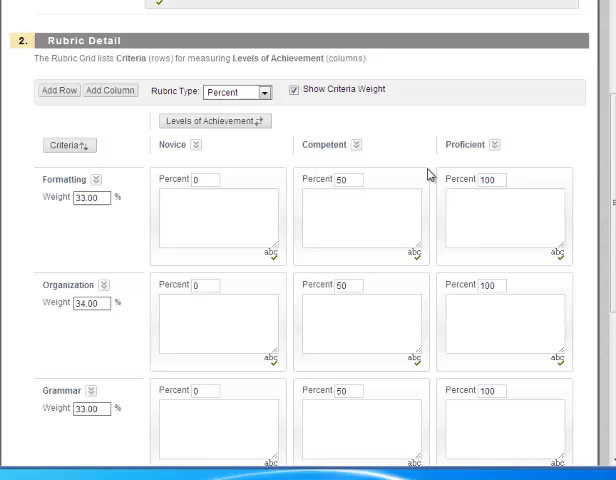 2. Rubric Detail
The Rubric Grid lists Criteria (rows) for measuring Levels of Achievement (columns)
Add Row Add Column Rubric Type: Percent Show Criteria Weight
Levels of Achievement
Criteria Novice Competent Proficient
Formatting Percent 0 Percent 50 Percent 100
Weight 33.00 %
abc abc abc
Organization Percent 0 Percent 50 Percent 100
Weight 34.00 %
abc abc abc
Grammar Percent 0 Percent 50 Percent 100
Weight 33.00 %
abc abc abc